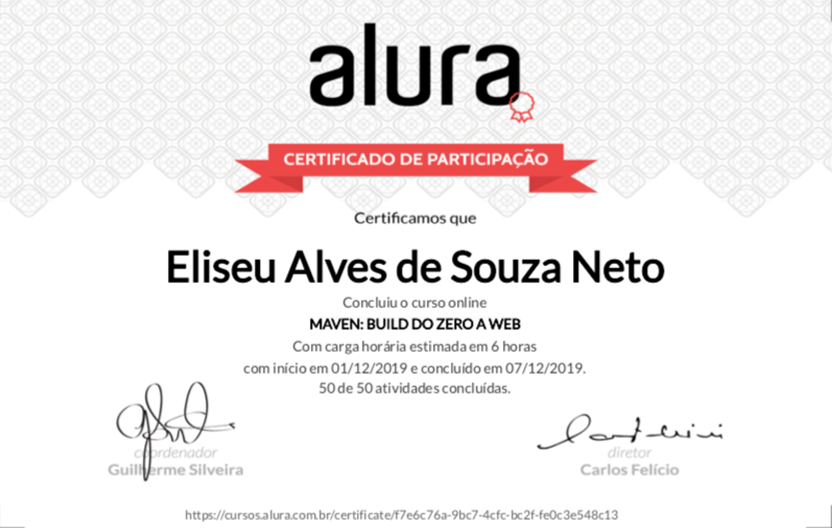 alura
CERTIFICADO DE PARTICIPAÇÃO
Certificamos que
Eliseu Alves de Souza Neto
Concluiu o curso online
MAVEN: BUILD DO ZERO A WEB
Com carga horária estimada em 6 horas
com início em 01/12/2019 e concluído em 07/12/2019.
50 de 50 atividades concluídas.
coordenador
Guilherme Silveira
diretor
Carlos Felício
https://cursos.alura.com.br/certificate/f7e6c76a-9bc7-4cfc-bc2f-fe0c3e548c13